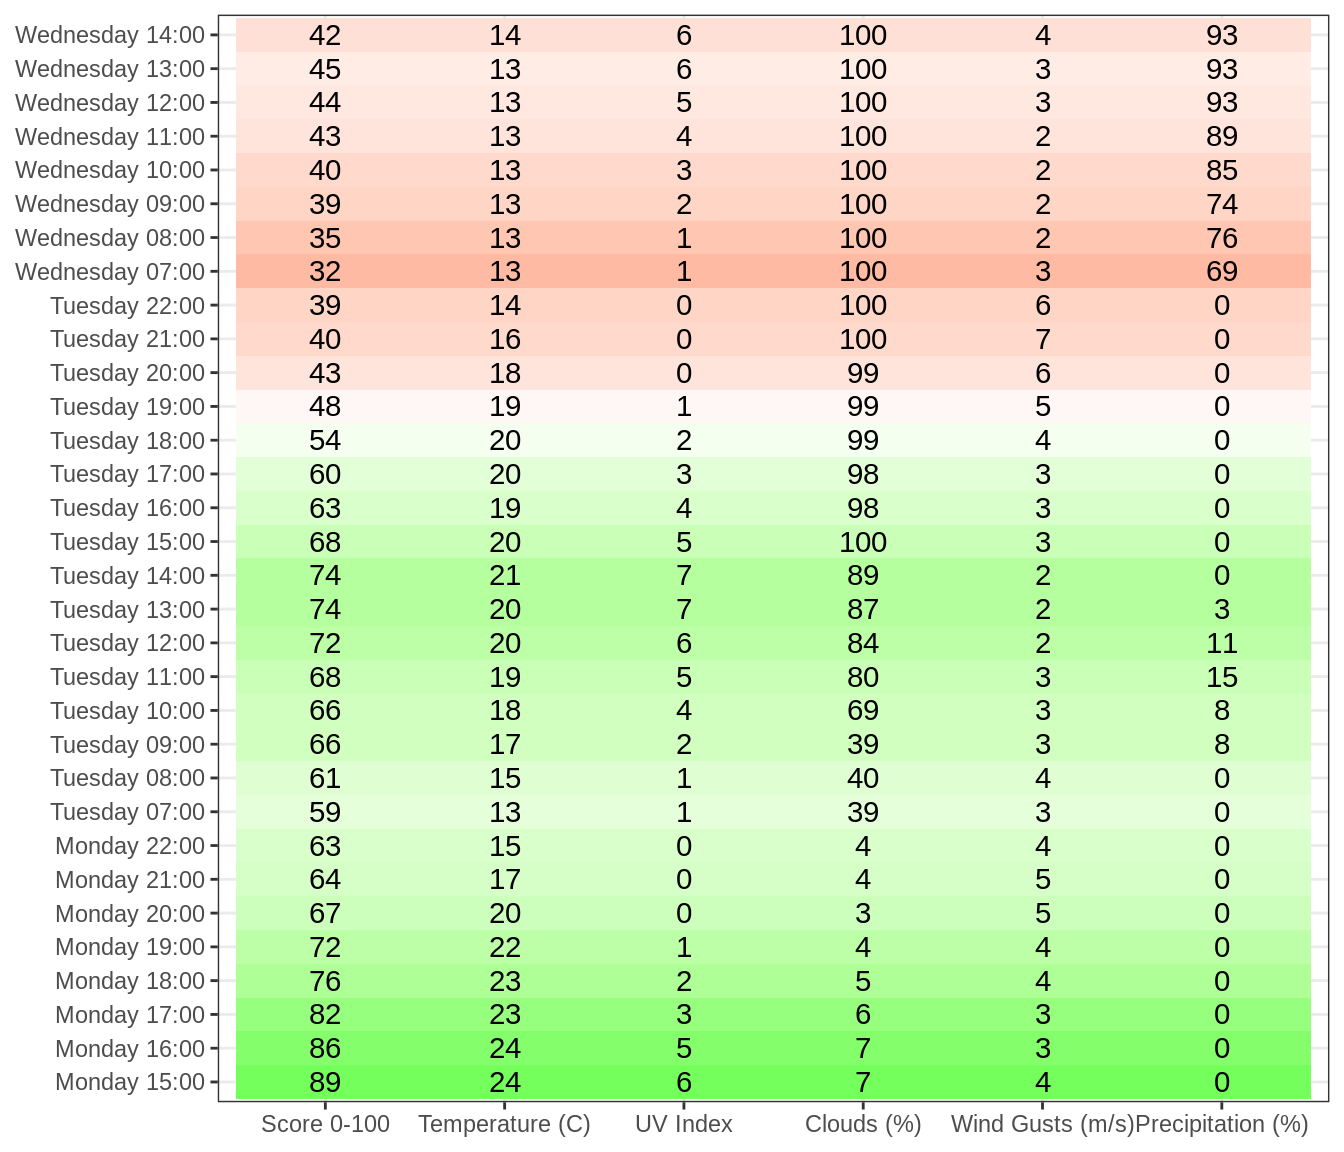 Wednesday 14:00 42 14 6 100 4 93
Wednesday 13:00 45 13 6 100 3 93
Wednesday 12:00 44 13 5 100 3 93
Wednesday 11:00 43 13 4 100 2 89
Wednesday 10:00 40 13 3 100 2 85
Wednesday 09:00 39 13 2 100 2 74
Wednesday 08:00 35 13 1 100 2 76
Wednesday 07:00 32 13 1 100 3 69
Tuesday 22:00 39 14 0 100 6 0
Tuesday 21:00 40 16 0 100 7 0
Tuesday 20:00 43 18 0 99 6 0
Tuesday 19:00 48 19 1 99 5 0
Tuesday 18:00 54 20 2 99 4 0
Tuesday 17:00 60 20 3 98 3 0
Tuesday 16:00 63 19 4 98 3 0
Tuesday 15:00 68 20 5 100 3 0
Tuesday 14:00 74 21 7 89 2 0
Tuesday 13:00 74 20 7 87 2 3
Tuesday 12:00 72 20 6 84 2 11
Tuesday 11:00 68 19 5 80 3 15
Tuesday 10:00 66 18 4 69 3 8
Tuesday 09:00 66 17 2 39 3 8
Tuesday 08:00 61 15 1 40 4 0
Tuesday 07:00 59 13 1 39 3 0
Monday 22:00 63 15 0 4 4 0
Monday 21:00 64 17 0 4 5 0
Monday 20:00 67 20 0 3 5 0
Monday 19:00 72 22 1 4 4 0
Monday 18:00 76 23 2 5 4 0
Monday 17:00 82 23 3 6 3 0
Monday 16:00 86 24 5 7 3 0
Monday 15:00 89 24 6 7 4 0
Score 0-100 Temperature (C) UV Index Clouds (%) Wind Gusts (m/s) Precipitation (%)